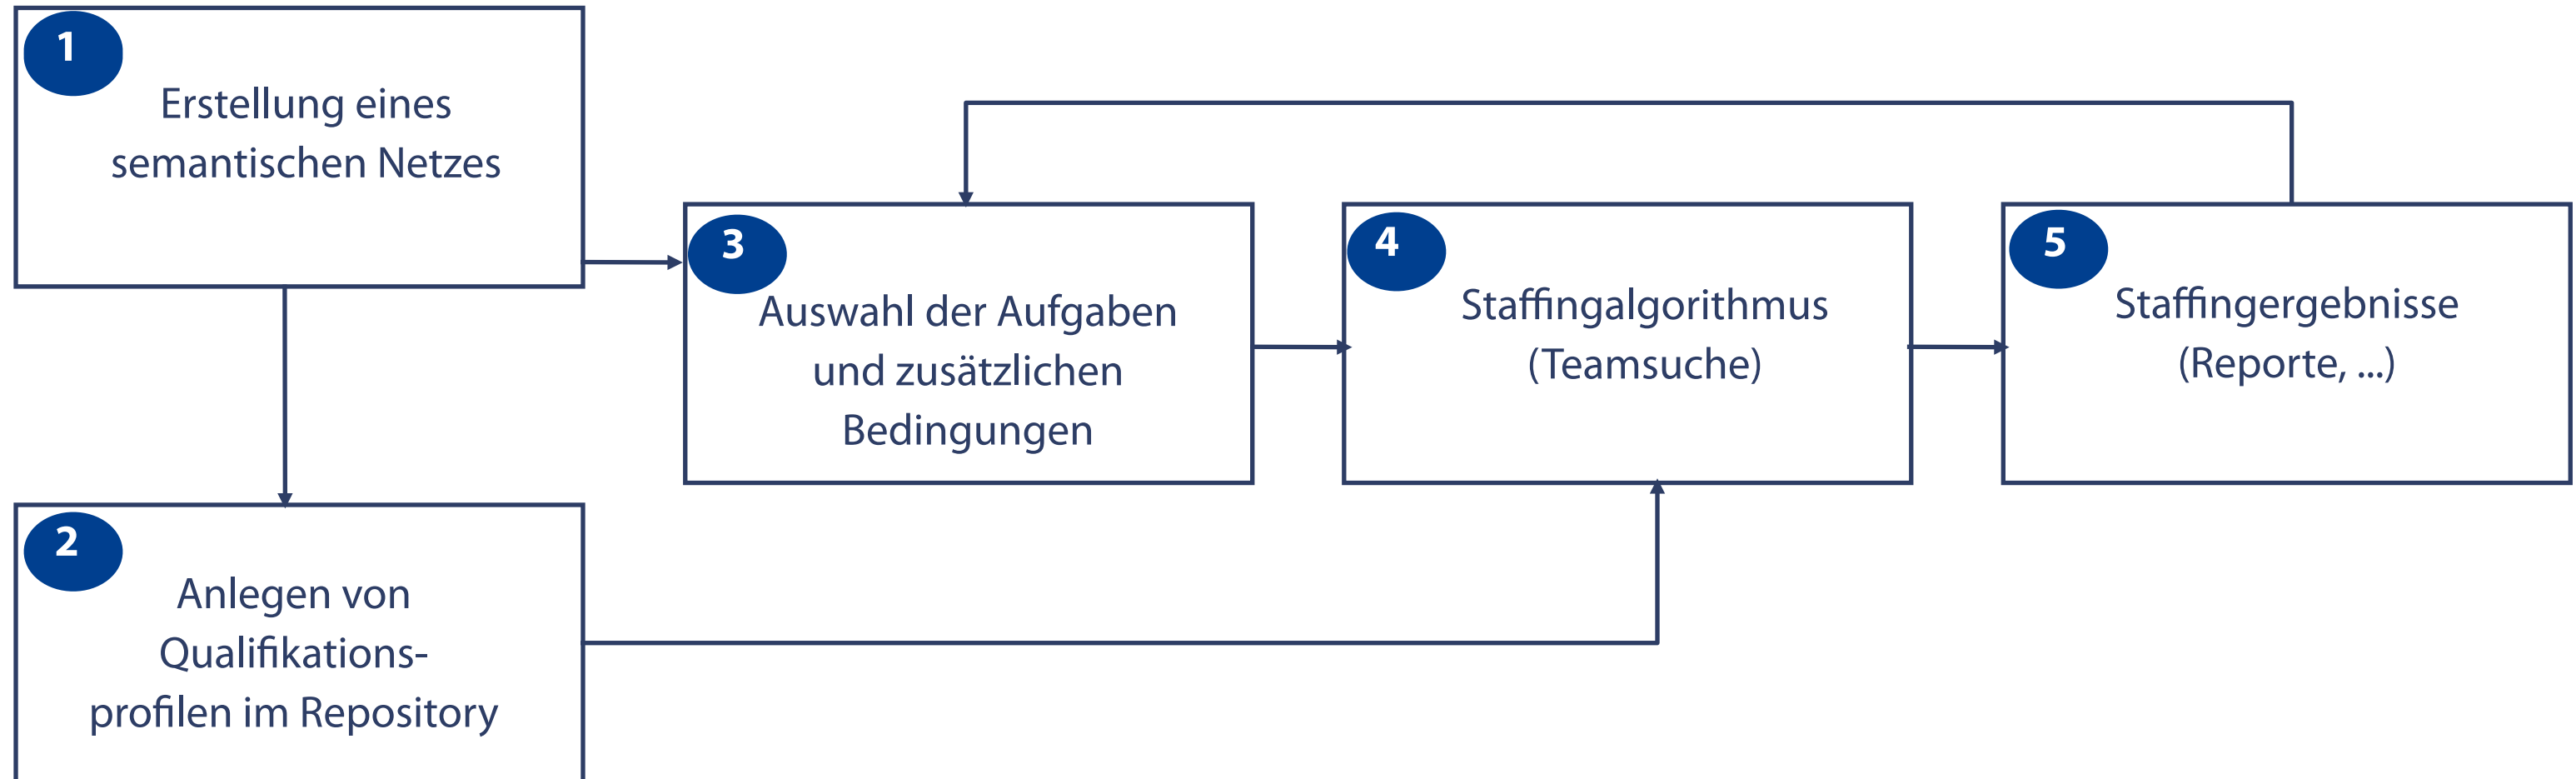 1
Erstellung eines
semantischen Netzes
2
Anlegen von
Qualifikations-
profilen im Repository
3
Auswahl der Aufgaben
und zusätzlichen
Bedingungen
4
Staffingalgorithmus
(Teamsuche)
5
Staffingergebnisse
(Reporte, ...)